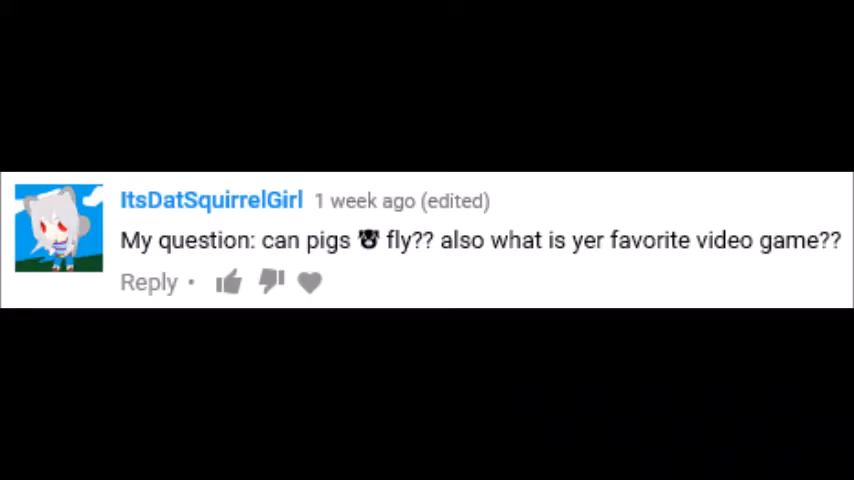 ItsDatSquirrelGirl 1 week ago (edited)
My question: can pigs 🐷 fly?? also what is yer favorite video game??
Reply •